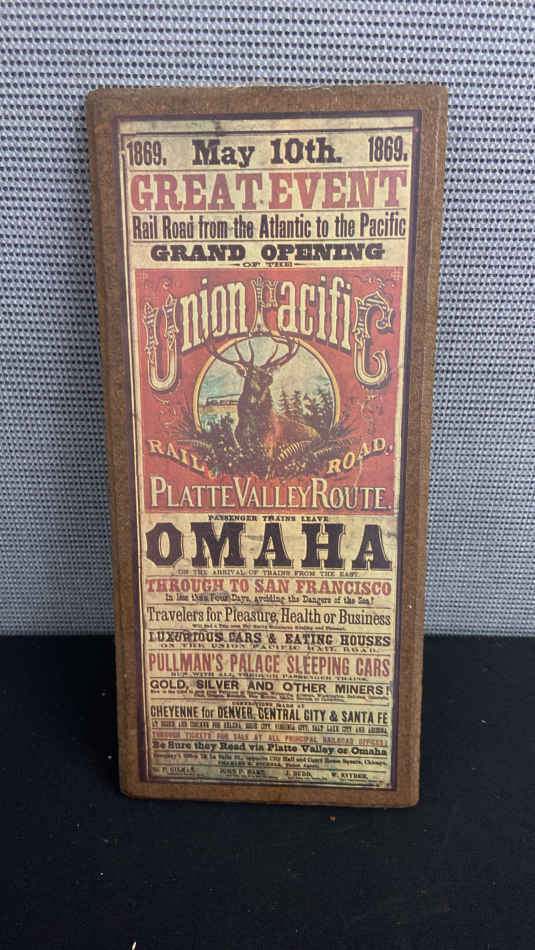 1869. May 10th. 1869.
GREAT EVENT
Rail Road from the Atlantic to the Pacific
GRAND OPENING
OF THE
Union Pacific
RAIL ROAD.
PLATTE VALLEY ROUTE.
PASSENGER TRAINS LEAVE
OMAHA
ON THE ARRIVAL OF TRAINS FROM THE EAST.
THROUGH TO SAN FRANCISCO
In less than Four Days, avoiding the Dangers of the Sea!
Travelers for Pleasure, Health or Business
LUXURIOUS CARS & EATING HOUSES
ON THE UNION PACIFIC RAIL ROAD.
PULLMAN'S PALACE SLEEPING CARS
RUN WITH ALL THROUGH PASSENGER TRAINS.
GOLD, SILVER AND OTHER MINERS!
CONNECTIONS MADE AT
CHEYENNE for DENVER, CENTRAL CITY & SANTA FE
THROUGH TICKETS FOR SALE AT ALL PRINCIPAL RAILROAD OFFICES!
Be Sure they Read via Platte Valley or Omaha